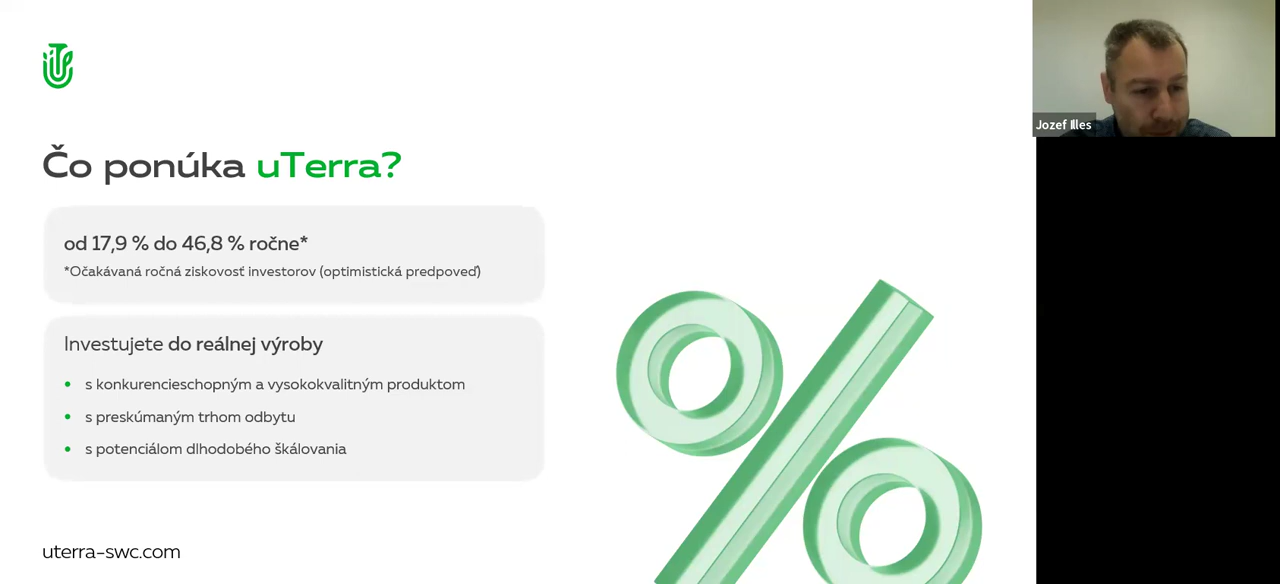 Čo ponúka uTerra?
od 17,9 % do 46,8 % ročne*
*Očakávaná ročná ziskovosť investorov (optimistická predpoveď)
Investujete do reálnej výroby
s konkurencieschopným a vysokokvalitným produktom
s preskúmaným trhom odbytu
s potenciálom dlhodobého škálovania
uterra-swc.com
Jozef Illes